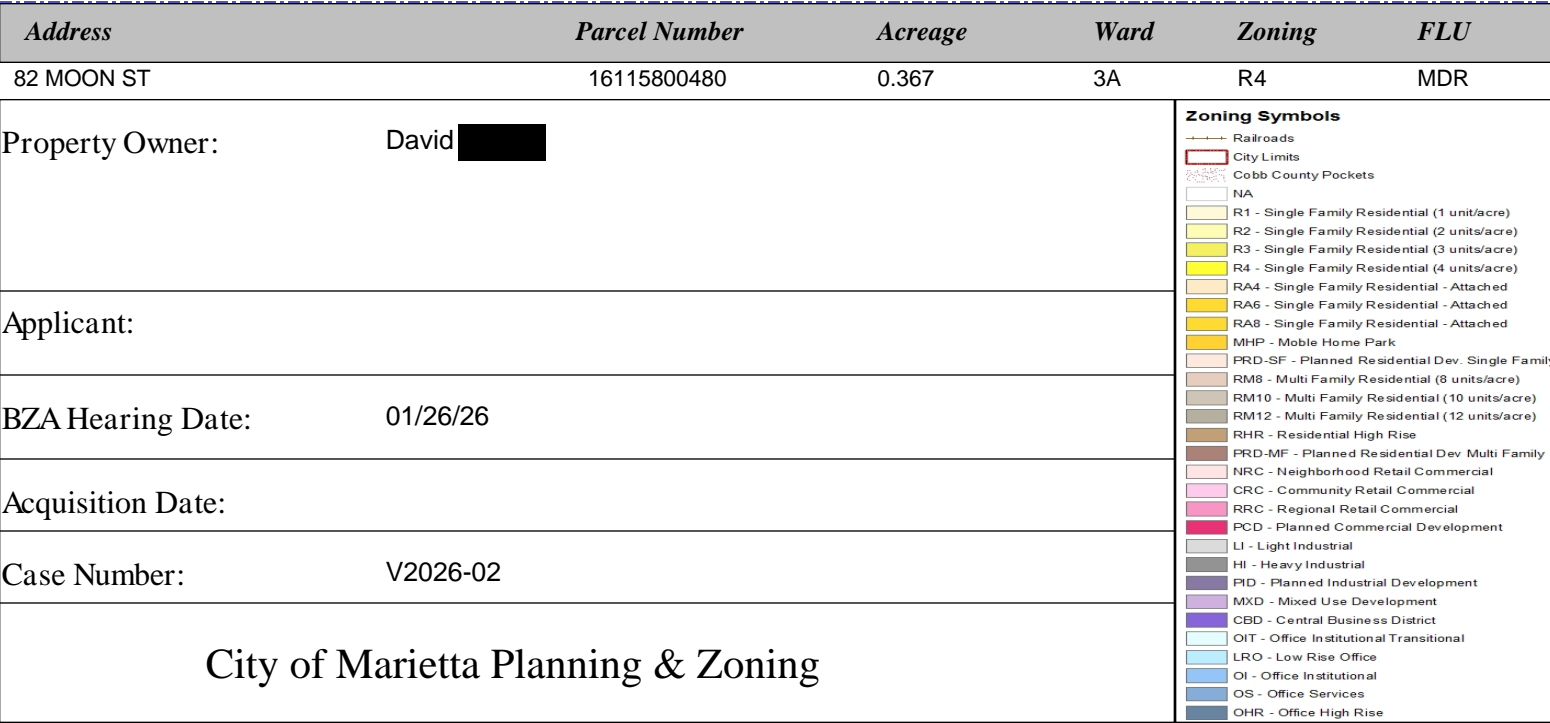 Address Parcel Number Acreage Ward Zoning FLU
82 MOON ST 16115800480 0.367 3A R4 MDR
Property Owner: David
Applicant:
BZA Hearing Date: 01/26/26
Acquisition Date:
Case Number: V2026-02
City of Marietta Planning & Zoning
Zoning Symbols
Railroads
City Limits
Cobb County Pockets
NA
R1 - Single Family Residential (1 unit/acre)
R2 - Single Family Residential (2 units/acre)
R3 - Single Family Residential (3 units/acre)
R4 - Single Family Residential (4 units/acre)
RA4 - Single Family Residential - Attached
RA6 - Single Family Residential - Attached
RA8 - Single Family Residential - Attached
MHP - Moble Home Park
PRD-SF - Planned Residential Dev. Single Family
RM8 - Multi Family Residential (8 units/acre)
RM10 - Multi Family Residential (10 units/acre)
RM12 - Multi Family Residential (12 units/acre)
RHR - Residential High Rise
PRD-MF - Planned Residential Dev Multi Family
NRC - Neighborhood Retail Commercial
CRC - Community Retail Commercial
RRC - Regional Retail Commercial
PCD - Planned Commercial Development
LI - Light Industrial
HI - Heavy Industrial
PID - Planned Industrial Development
MXD - Mixed Use Development
CBD - Central Business District
OIT - Office Institutional Transitional
LRO - Low Rise Office
OI - Office Institutional
OS - Office Services
OHR - Office High Rise